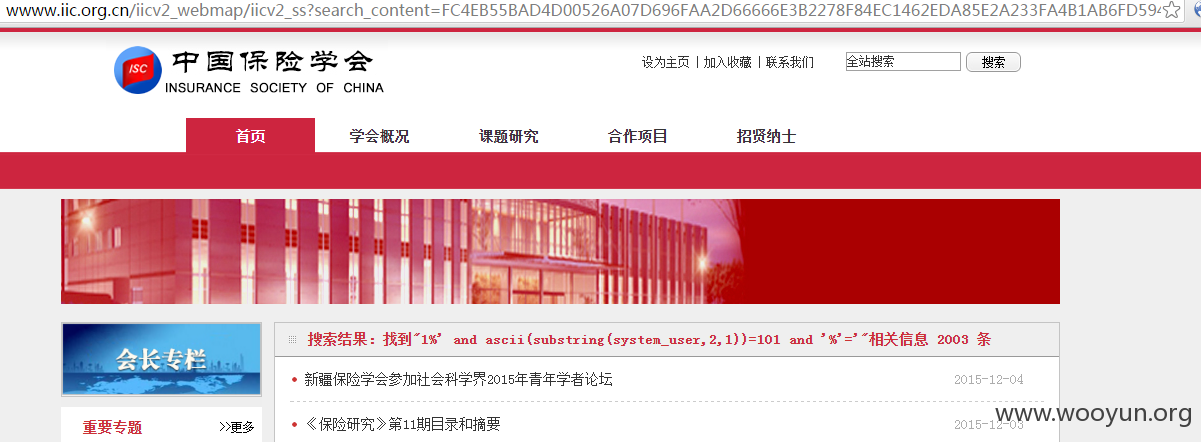 www.iic.org.cn/iicv2_webmap/iicv2_ss?search_content=FC4EB55BAD4D00526A07D696FAA2D66666E3B2278F84EC1462EDA85E2A233FA4B1AB6FD594
ISC 中国保险学会
INSURANCE SOCIETY OF CHINA
设为主页 | 加入收藏 | 联系我们 全站搜索 搜索
首页 学会概况 课题研究 合作项目 招贤纳士
会长专栏
搜索结果：找到"1%' and ascii(substring(system_user,2,1))=101 and '%'='"相关信息 2003 条
新疆保险学会参加社会科学界2015年青年学者论坛 2015-12-04
《保险研究》第11期目录和摘要 2015-12-03
重要专题 >>更多
www.wooyun.org